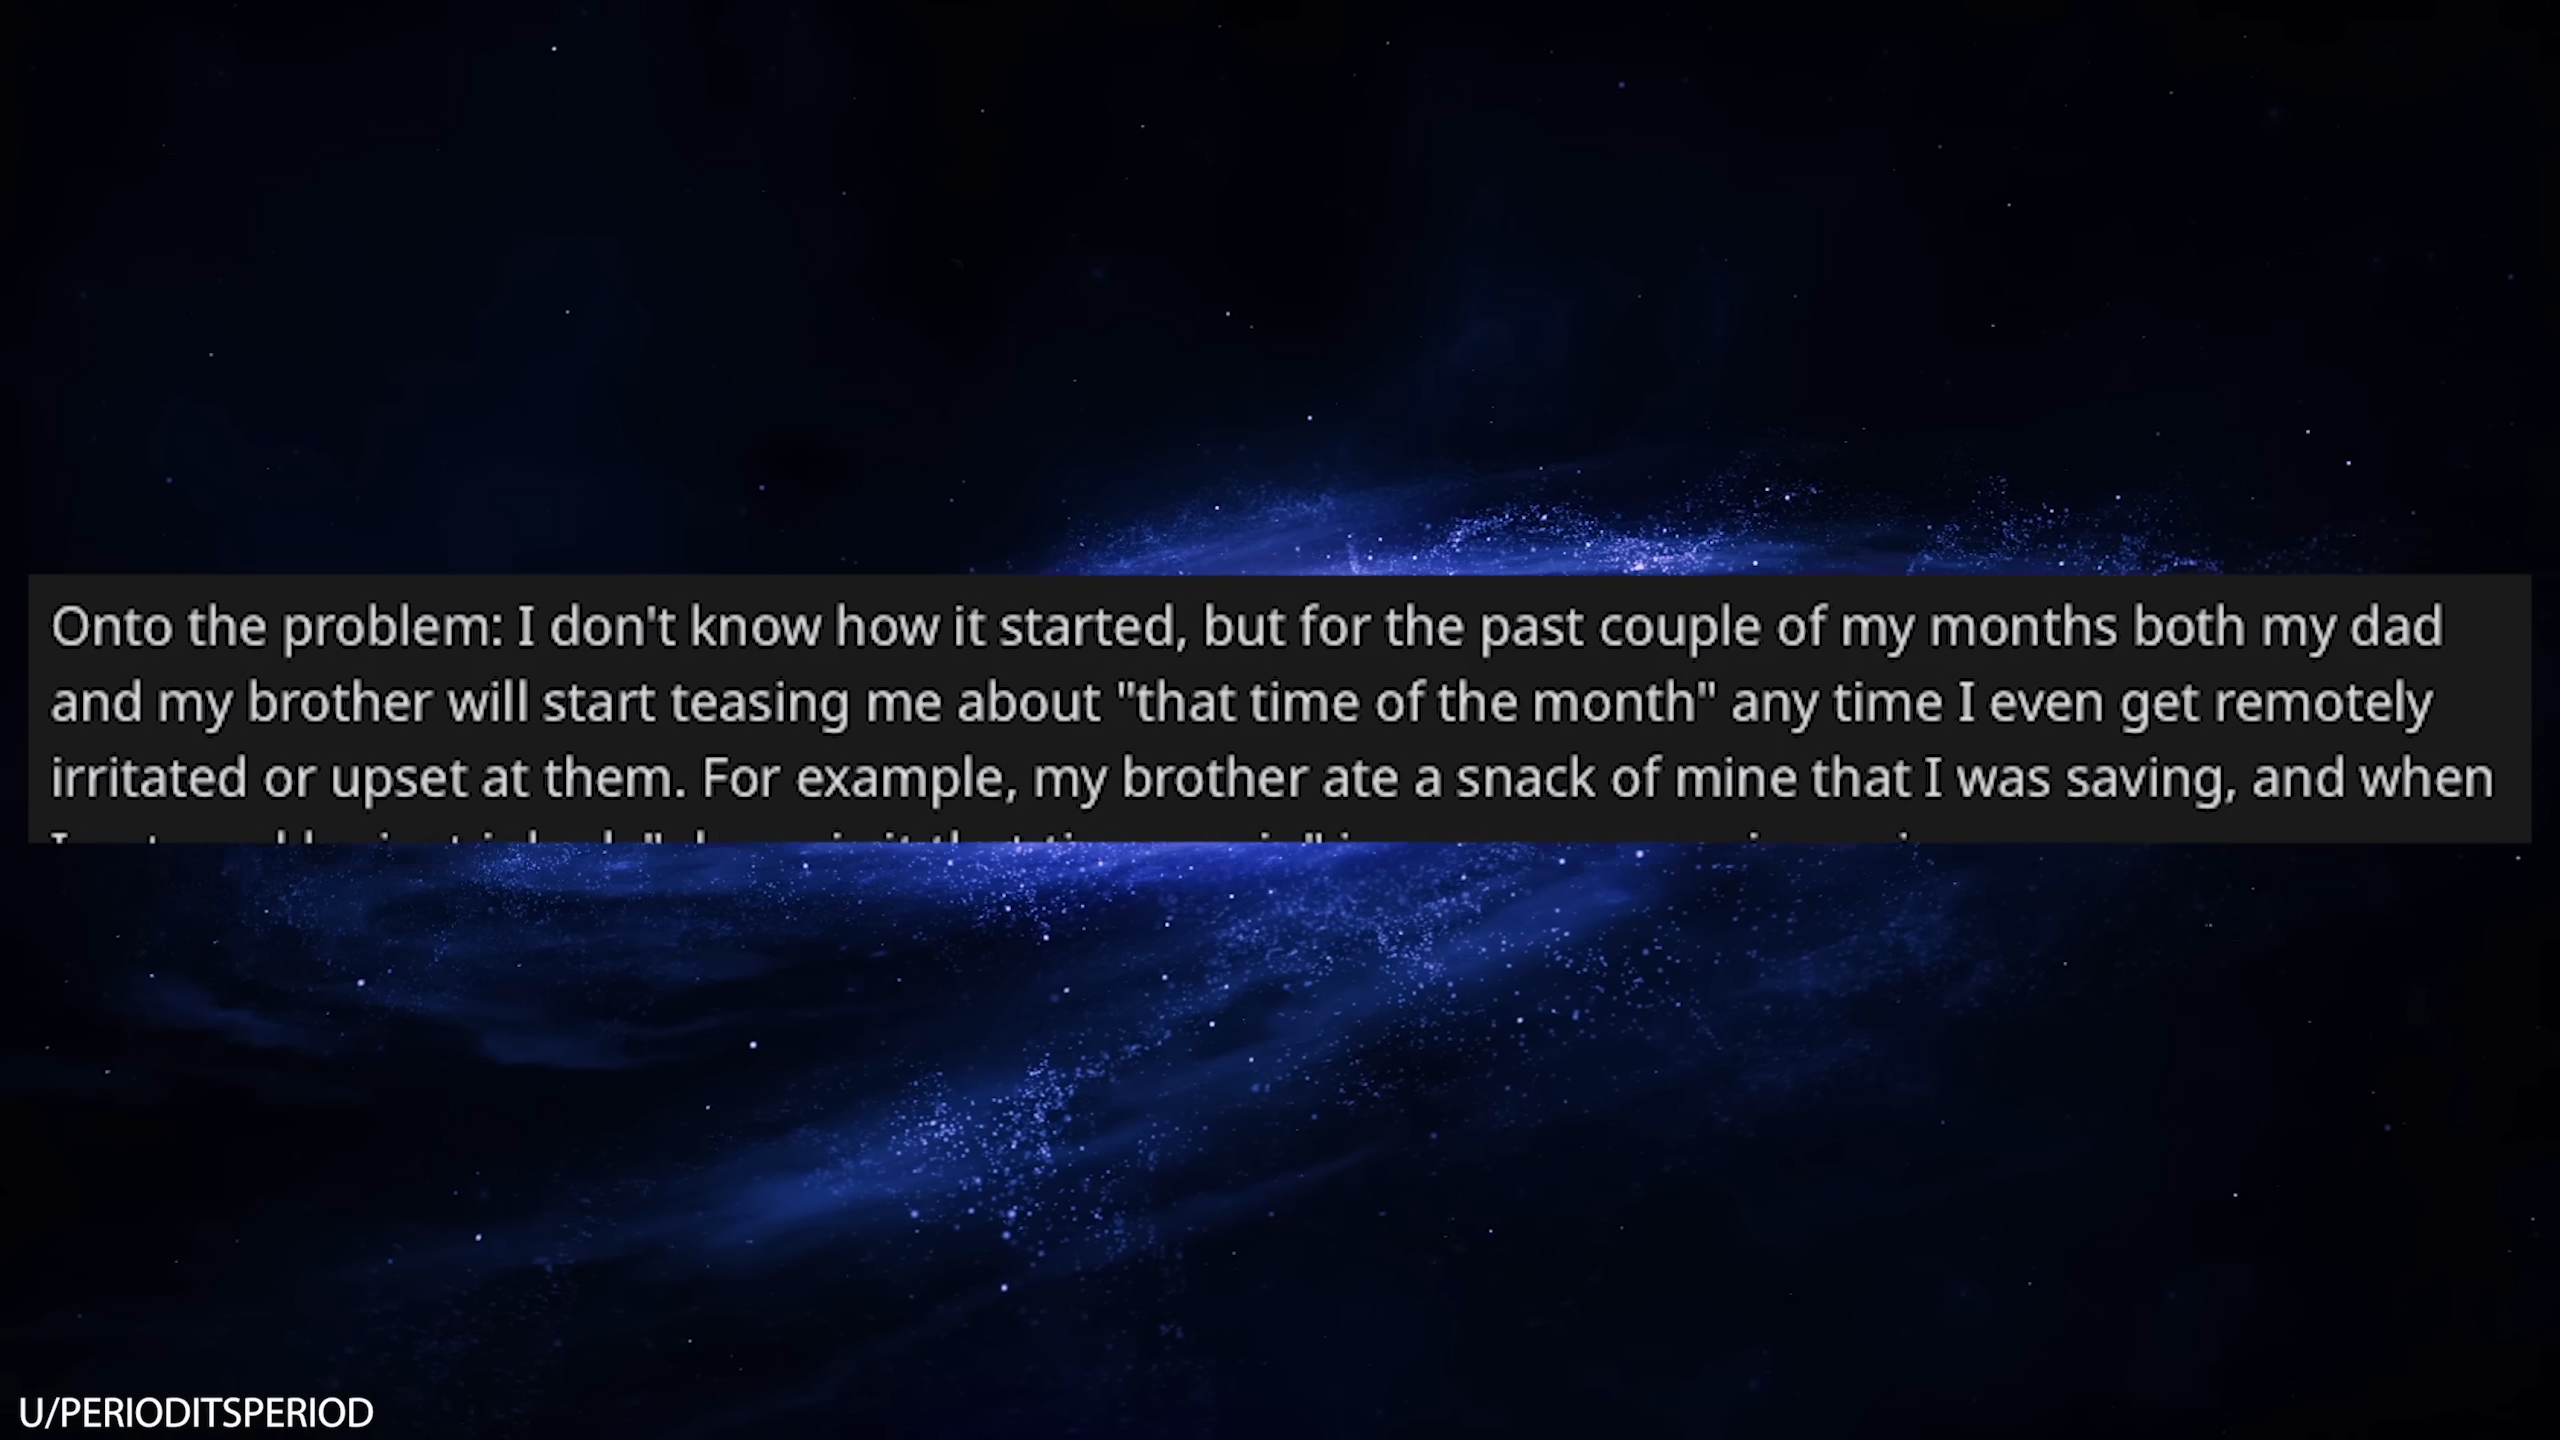 Onto the problem: I don't know how it started, but for the past couple of my months both my dad
and my brother will start teasing me about "that time of the month" any time I even get remotely
irritated or upset at them. For example, my brother ate a snack of mine that I was saving, and when
U/PERIODITSPERIOD